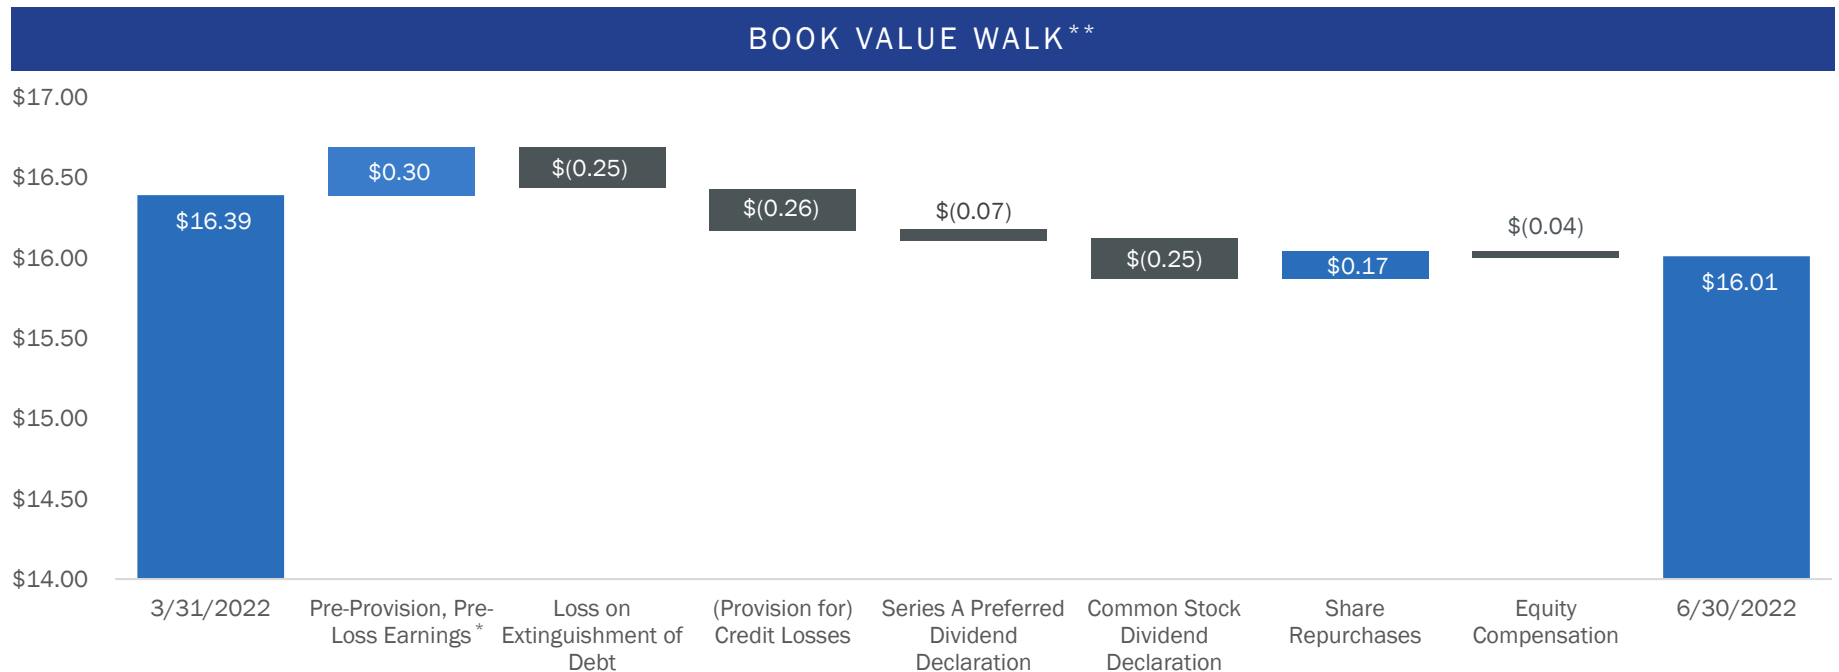 BOOK VALUE WALK**
$17.00
$16.50
$16.00
$15.50
$15.00
$14.50
$14.00
$16.39
$0.30
$(0.25)
$(0.26)
$(0.07)
$(0.25)
$0.17
$(0.04)
$16.01
3/31/2022
Pre-Provision, Pre-
Loss Earnings*
Loss on
Extinguishment of
Debt
(Provision for)
Credit Losses
Series A Preferred
Dividend
Declaration
Common Stock
Dividend
Declaration
Share
Repurchases
Equity
Compensation
6/30/2022